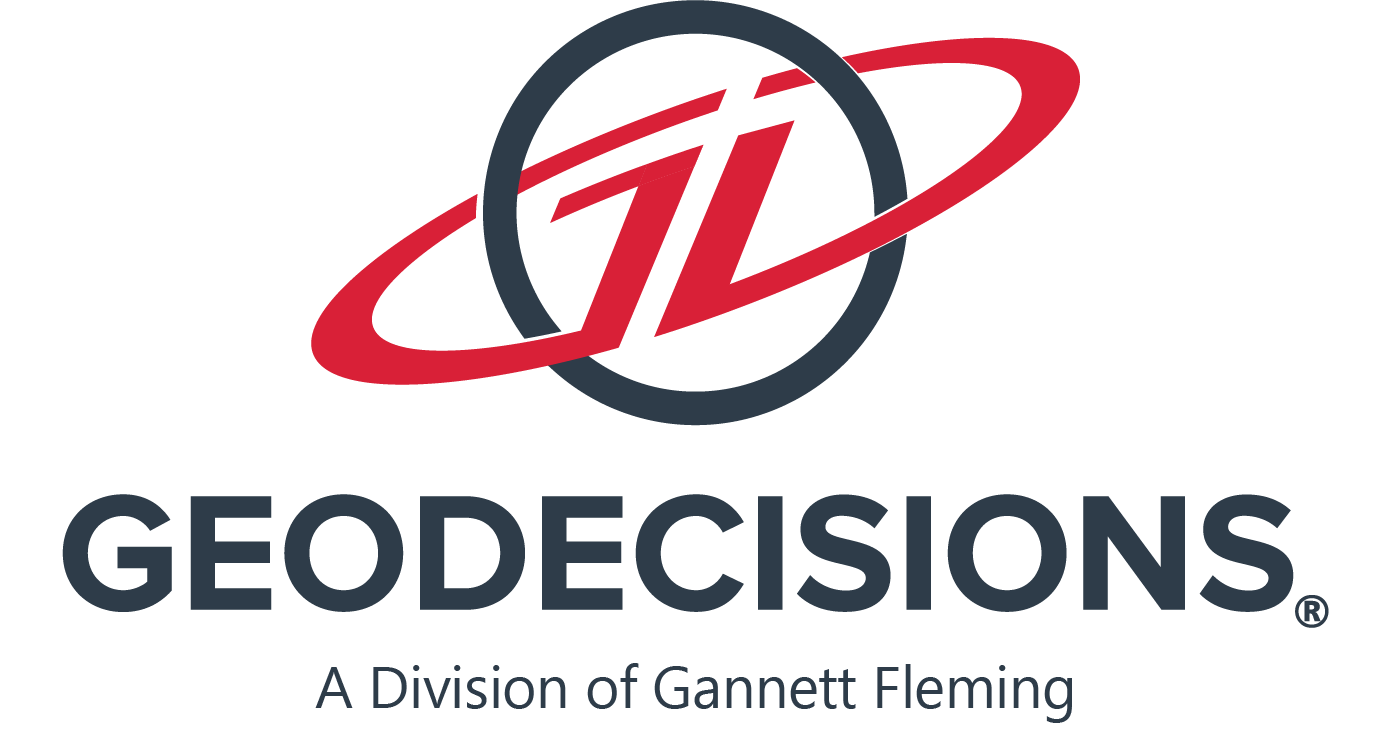 GEODECISIONS®
A Division of Gannett Fleming